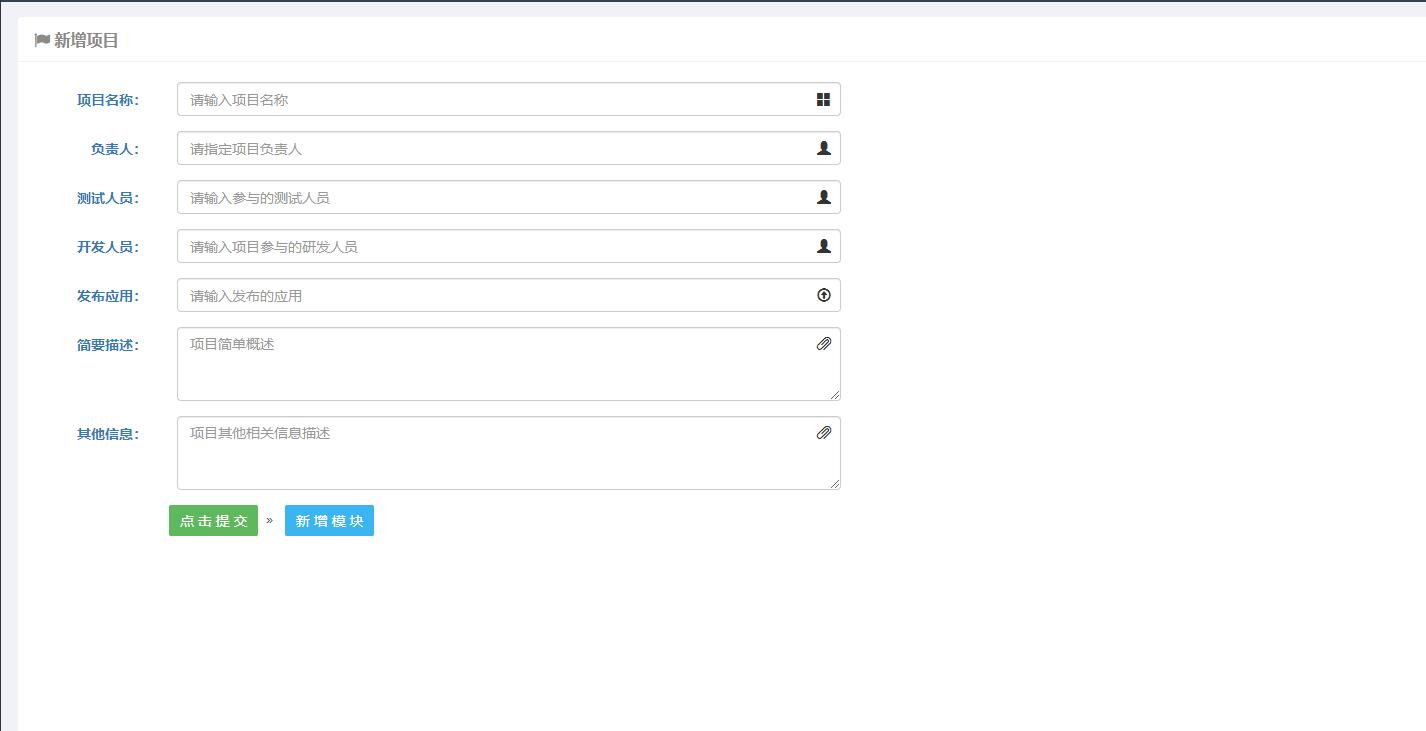 新增项目
项目名称：
请输入项目名称
负责人：
请指定项目负责人
测试人员：
请输入参与的测试人员
开发人员：
请输入项目参与的研发人员
发布应用：
请输入发布的应用
简要描述：
项目简单概述
其他信息：
项目其他相关信息描述
点击提交 » 新增模块